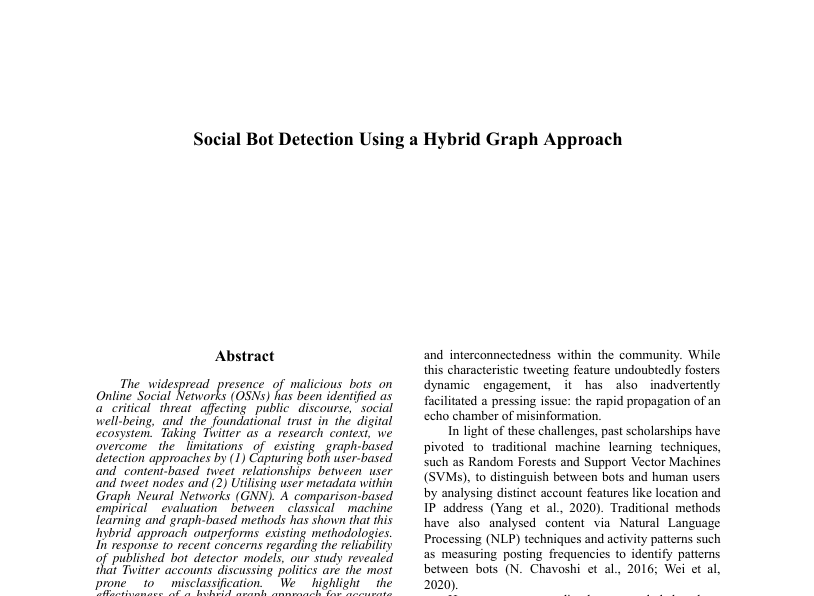 Social Bot Detection Using a Hybrid Graph Approach
Abstract
The widespread presence of malicious bots on
Online Social Networks (OSNs) has been identified as
a critical threat affecting public discourse, social
well-being, and the foundational trust in the digital
ecosystem. Taking Twitter as a research context, we
overcome the limitations of existing graph-based
detection approaches by (1) Capturing both user-based
and content-based tweet relationships between user
and tweet nodes and (2) Utilising user metadata within
Graph Neural Networks (GNN). A comparison-based
empirical evaluation between classical machine
learning and graph-based methods has shown that this
hybrid approach outperforms existing methodologies.
In response to recent concerns regarding the reliability
of published bot detector models, our study revealed
that Twitter accounts discussing politics are the most
prone to misclassification. We highlight the
effectiveness of a hybrid graph approach for accurate
and interconnectedness within the community. While
this characteristic tweeting feature undoubtedly fosters
dynamic engagement, it has also inadvertently
facilitated a pressing issue: the rapid propagation of an
echo chamber of misinformation.
In light of these challenges, past scholarships have
pivoted to traditional machine learning techniques,
such as Random Forests and Support Vector Machines
(SVMs), to distinguish between bots and human users
by analysing distinct account features like location and
IP address (Yang et al., 2020). Traditional methods
have also analysed content via Natural Language
Processing (NLP) techniques and activity patterns such
as measuring posting frequencies to identify patterns
between bots (N. Chavoshi et al., 2016; Wei et al,
2020).